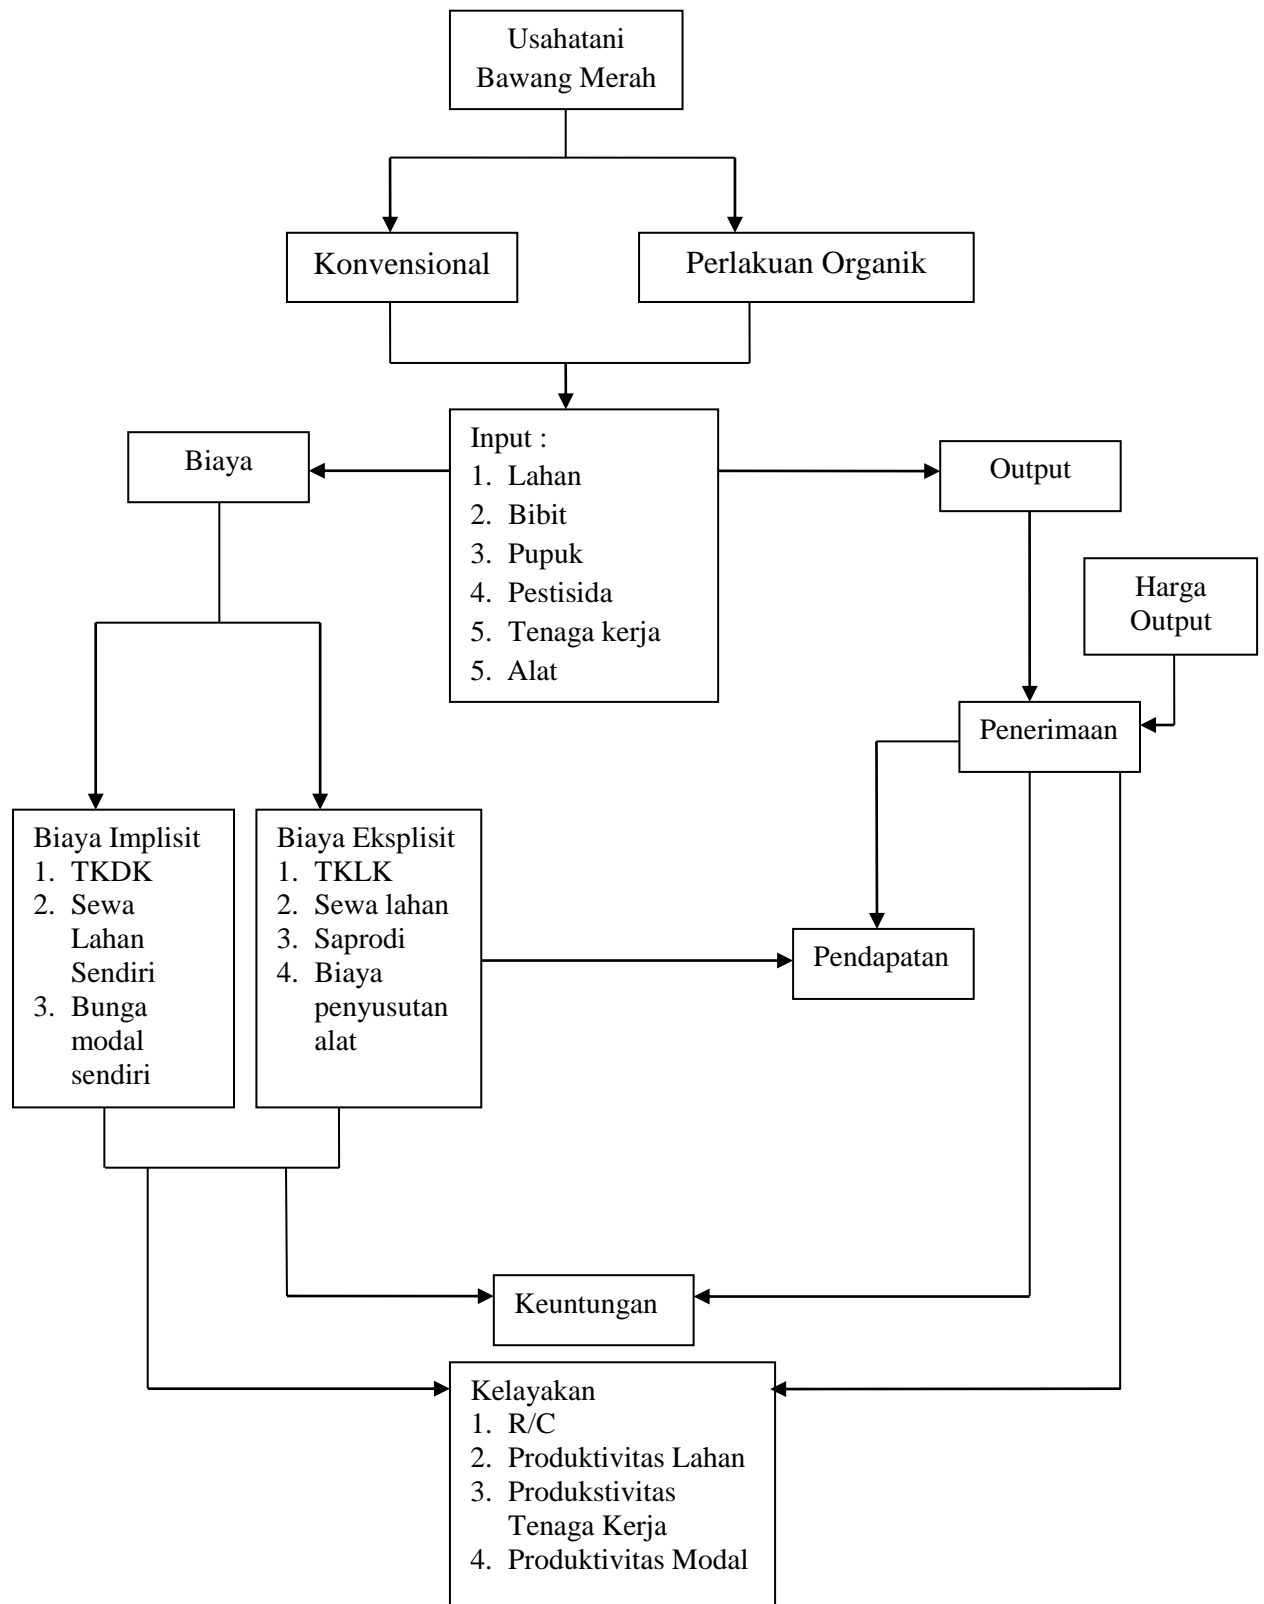 Usahatani
Bawang Merah
Konvensional
Perlakuan Organik
Biaya
Input :
1. Lahan
2. Bibit
3. Pupuk
4. Pestisida
5. Tenaga kerja
5. Alat
Output
Harga
Output
Penerimaan
Biaya Implisit
1. TKDK
2. Sewa
Lahan
Sendiri
3. Bunga
modal
sendiri
Biaya Eksplisit
1. TKLK
2. Sewa lahan
3. Saprodi
4. Biaya
penyusutan
alat
Pendapatan
Keuntungan
Kelayakan
1. R/C
2. Produktivitas Lahan
3. Produkstivitas
Tenaga Kerja
4. Produktivitas Modal